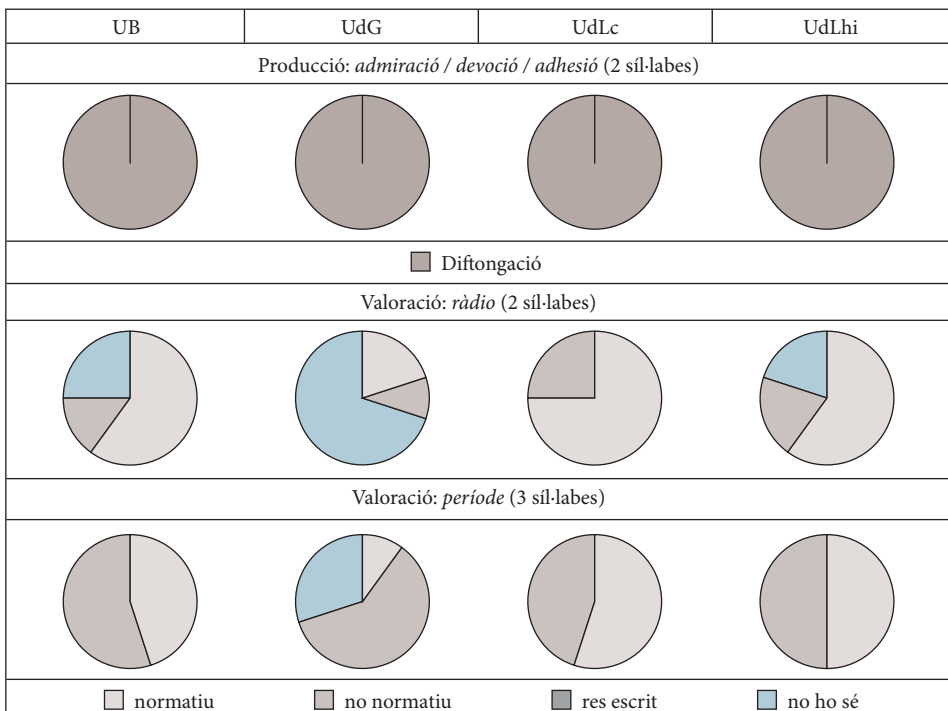 UB UdG UdLc UdLhi
Producció: admiració / devoció / adhesió (2 síl·labes)
Diftongació
Valoració: ràdio (2 síl·labes)
Valoració: període (3 síl·labes)
normatiu no normatiu res escrit no ho sé